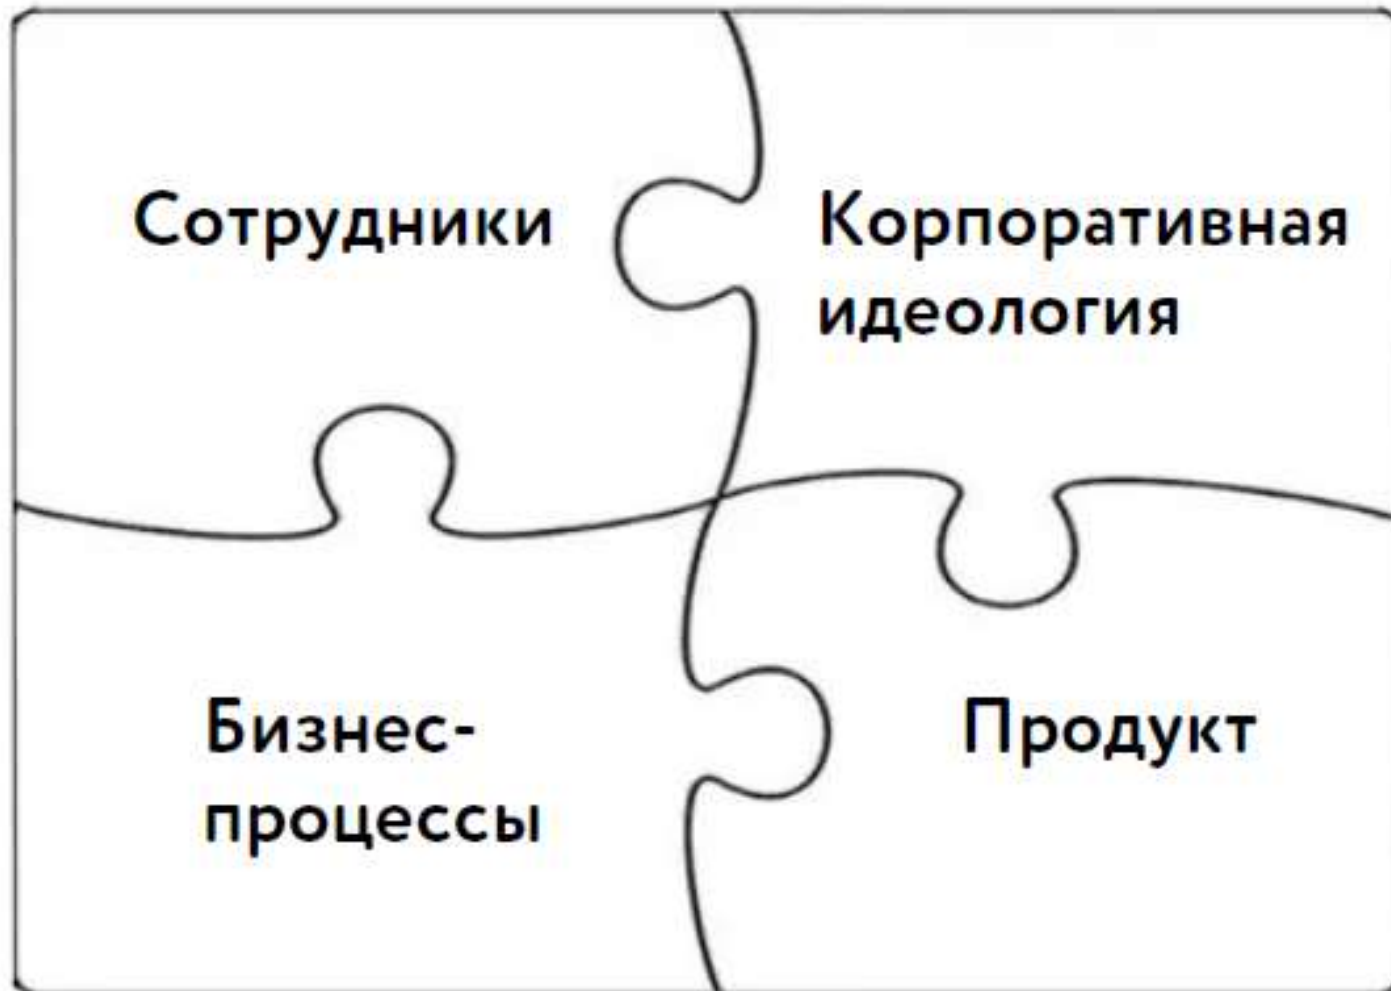 Сотрудники
Корпоративная
идеология
Бизнес-
процессы
Продукт